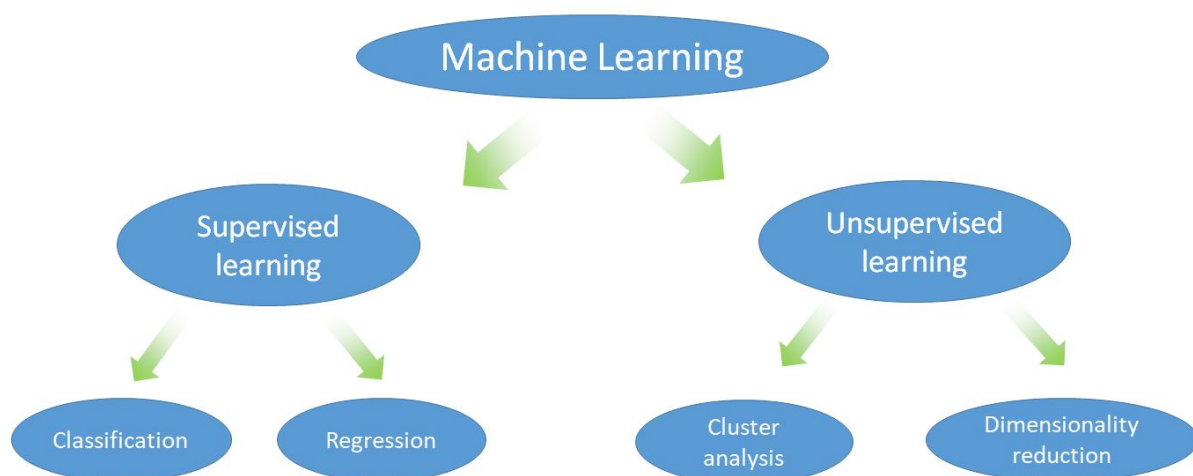 Machine Learning
Supervised
learning
Unsupervised
learning
Classification
Regression
Cluster
analysis
Dimensionality
reduction